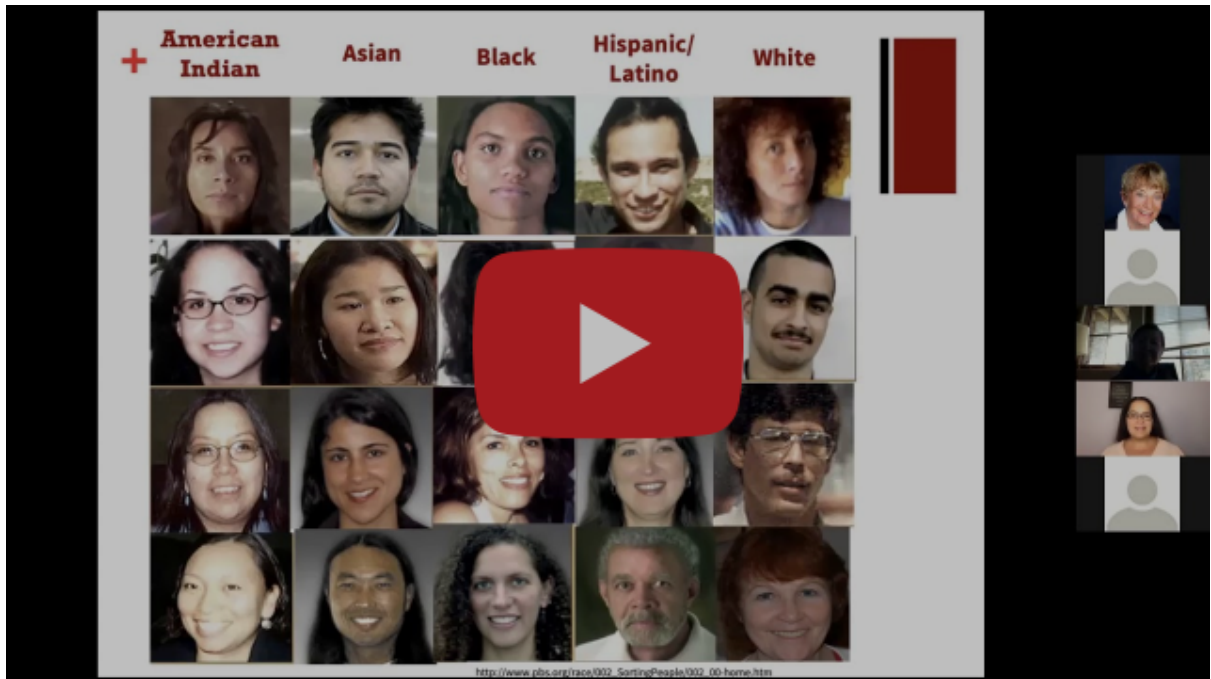 American
Indian
Asian
Black
Hispanic/
Latino
White
http://www.pbs.org/race/002_SortingPeople/002_00-home.htm